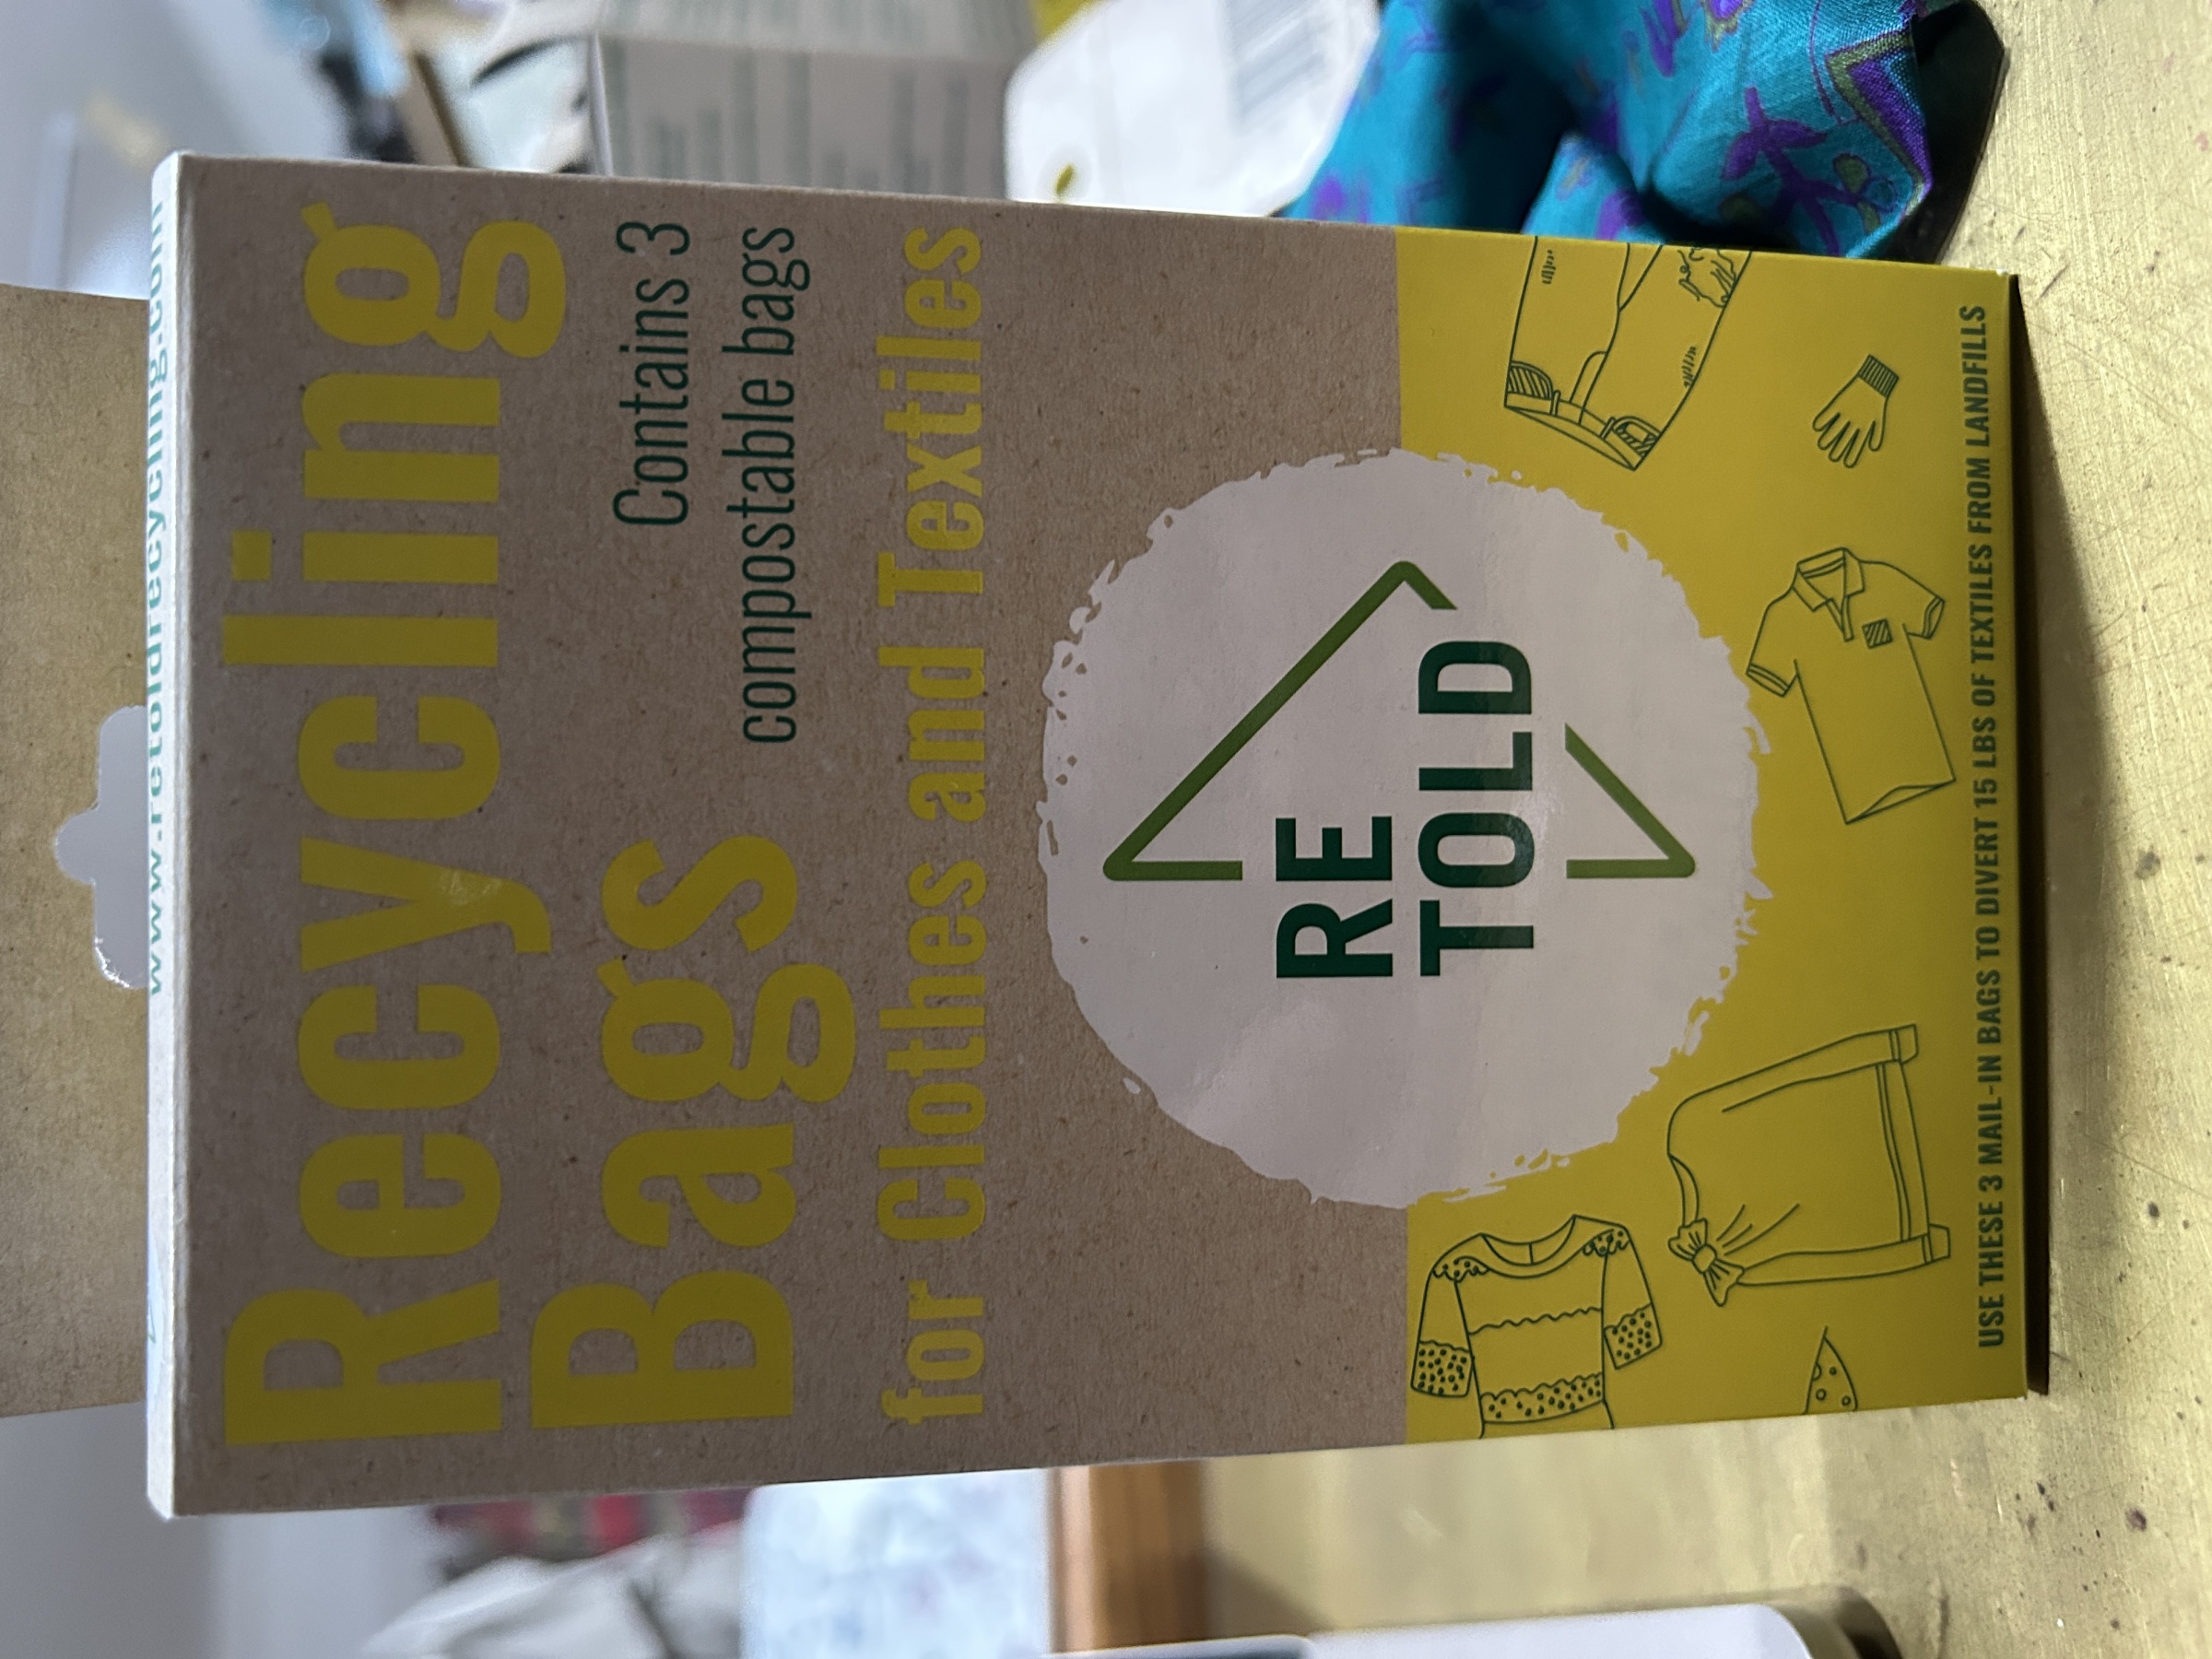 www.retoldrecycling.com
Recycling
Bags
Contains 3
compostable bags
for Clothes and Textiles
RE
TOLD
USE THESE 3 MAIL-IN BAGS TO DIVERT 15 LBS OF TEXTILES FROM LANDFILLS